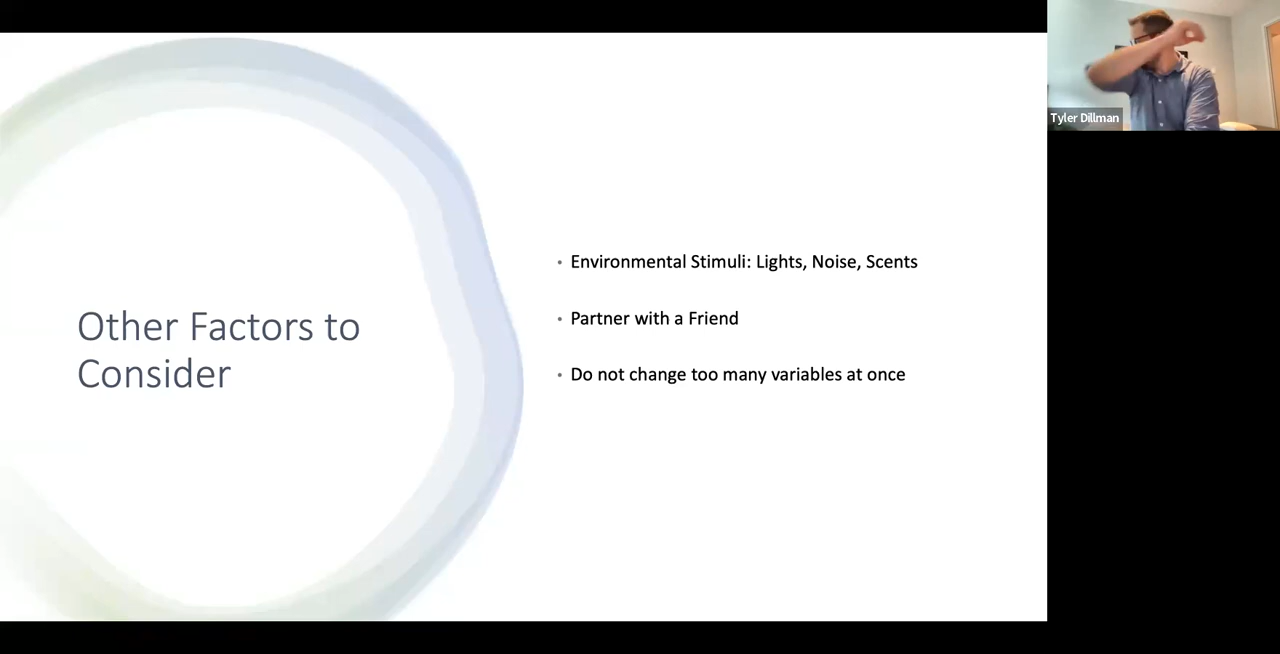 Other Factors to
Consider
• Environmental Stimuli: Lights, Noise, Scents
• Partner with a Friend
• Do not change too many variables at once
Tyler Dillman